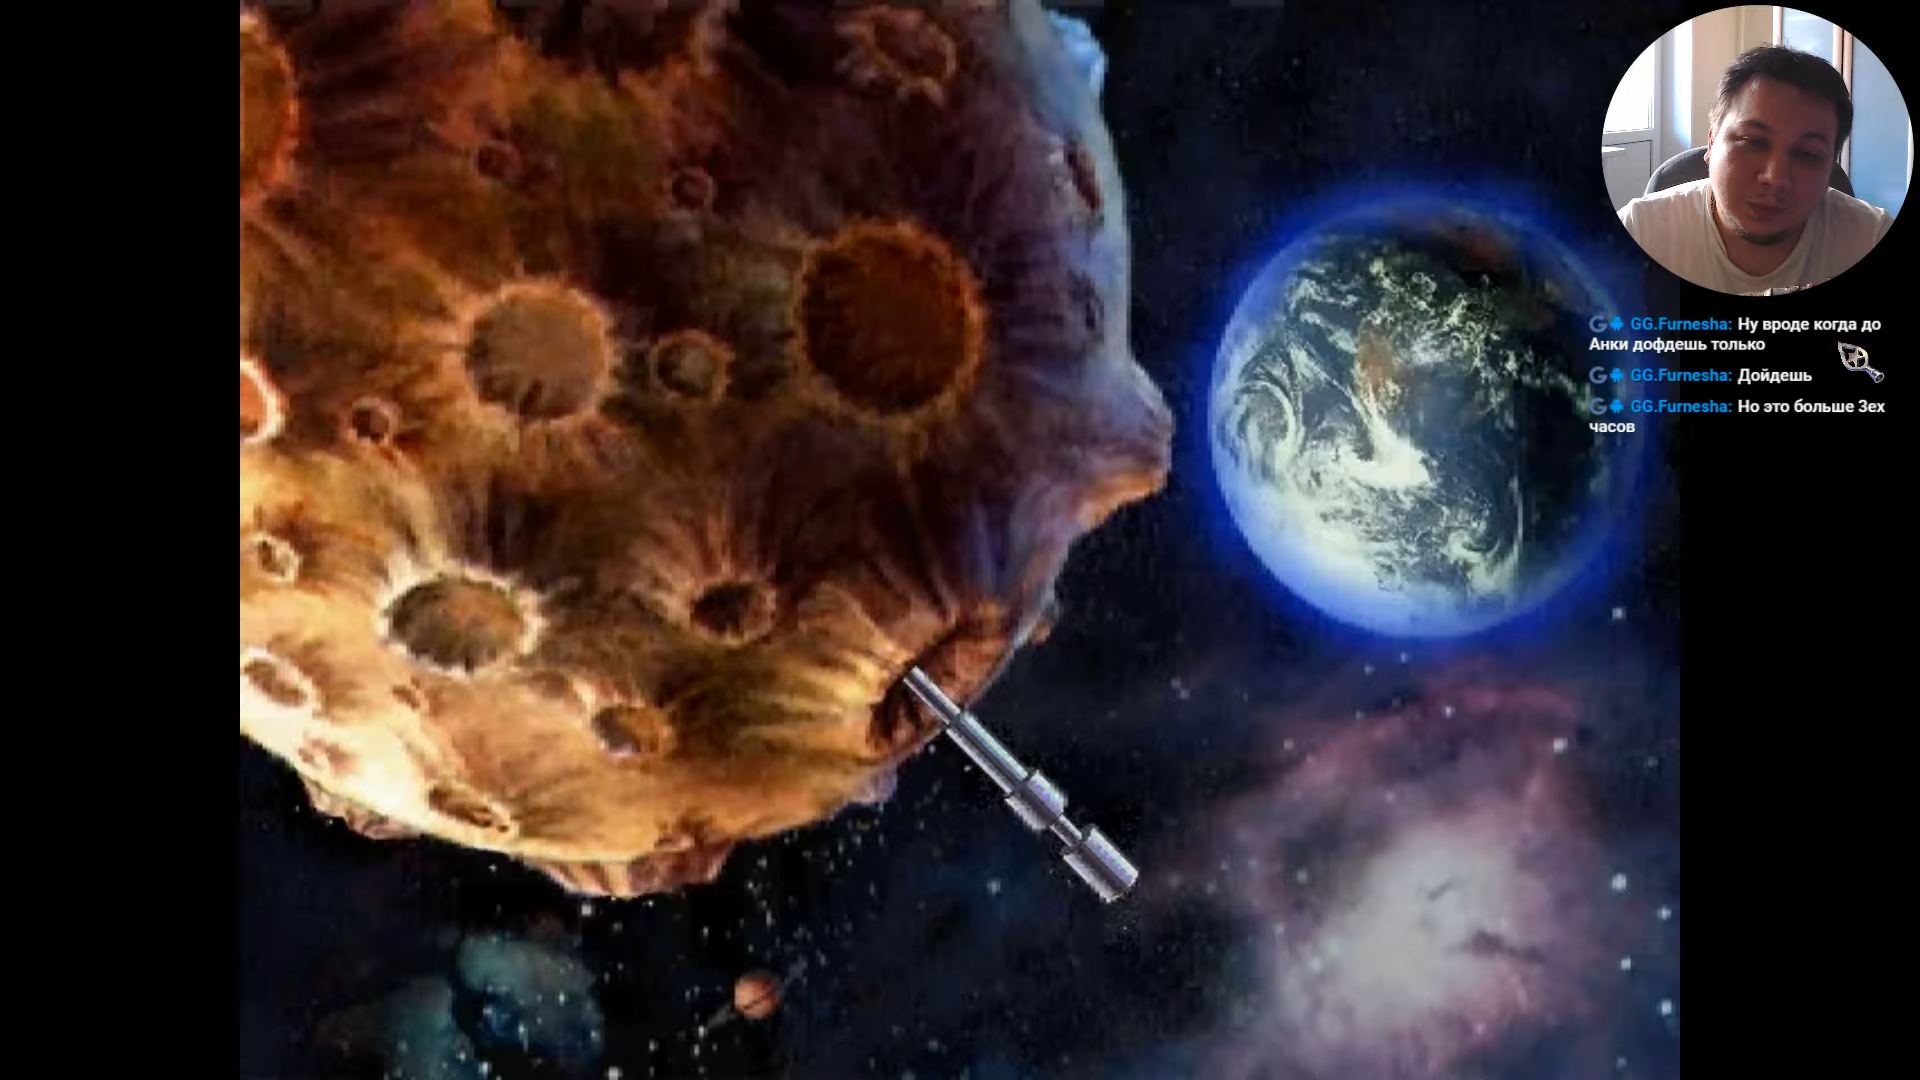 GG.Furnesha: Ну вроде когда до
Анки дофдешь только
GG.Furnesha: Дойдешь
GG.Furnesha: Но это больше 3ех
часов